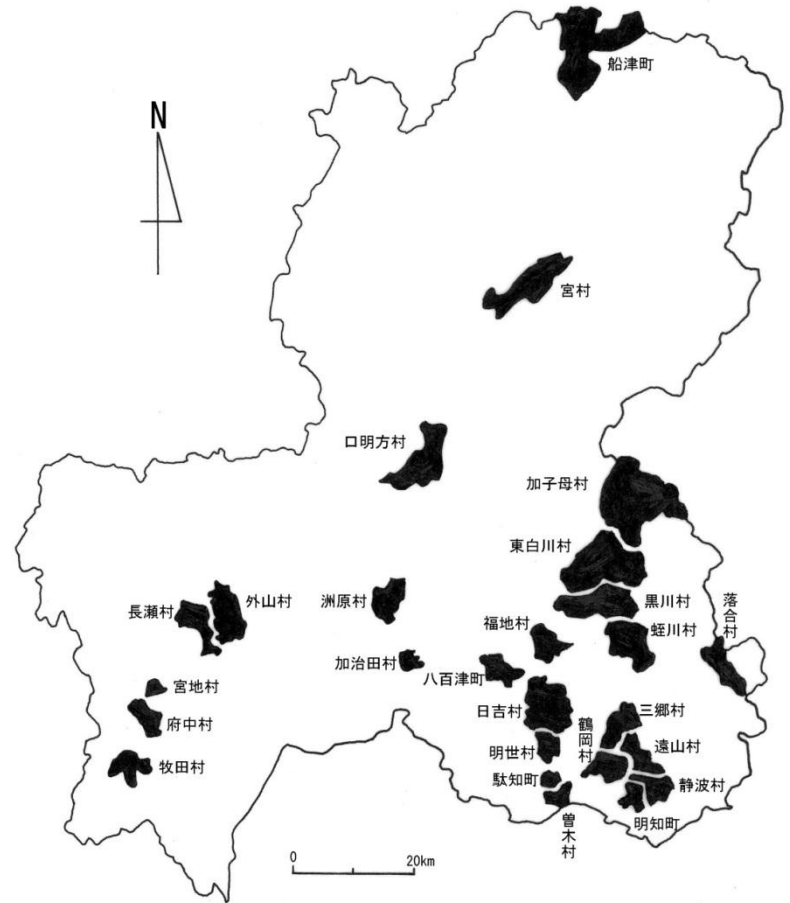 船津町
N
宮村
口明方村
加子母村
東白川村
長瀬村
外山村
洲原村
黒川村
落合村
福地村
蛭川村
加治田村
八百津町
宮地村
日吉村
鶴岡村
三郷村
府中村
遠山村
明世村
牧田村
駄知町
静波村
明知町
曽木村
0
20km